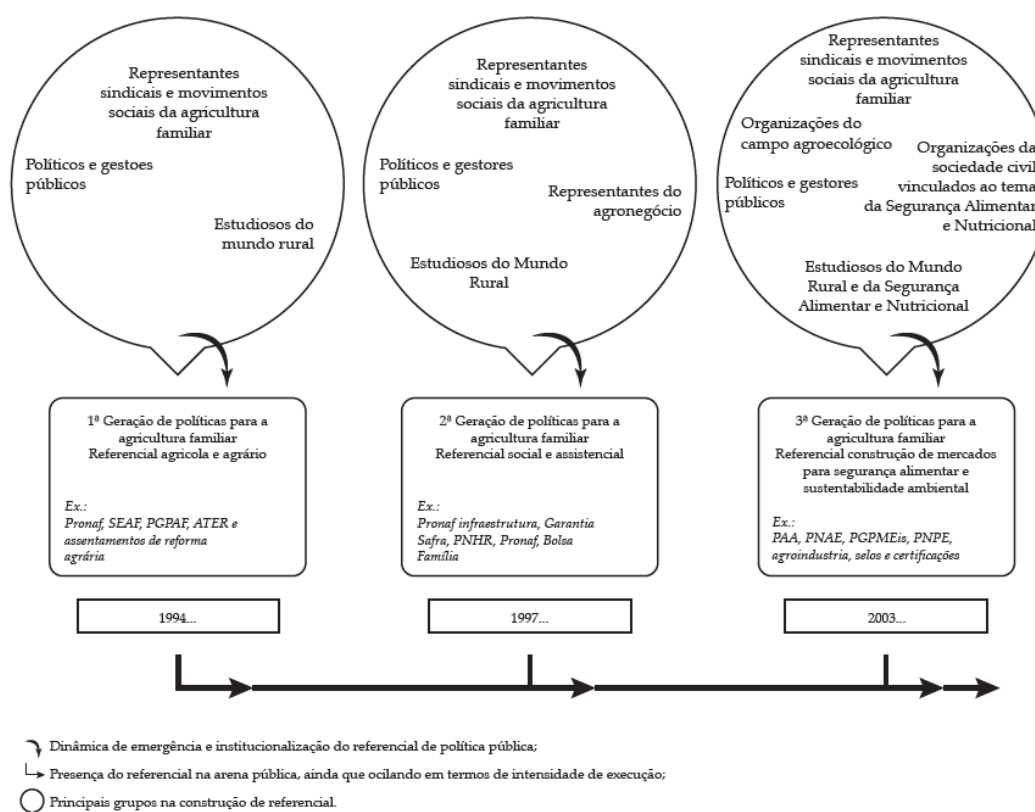 Representantes
sindicais e movimentos
sociais da agricultura
familiar
Políticos e gestoes
públicos
Estudiosos do
mundo rural
Representantes
sindicais e movimentos
sociais da agricultura
familiar
Políticos e gestores
públicos
Representantes do
agronegócio
Estudiosos do Mundo
Rural
Representantes
sindicais e movimentos
sociais da agricultura
familiar
Organizações do
campo agroecológico
Organizações da
sociedade civil
vinculados ao tema
da Segurança Alimentar
e Nutricional
Políticos e gestores
públicos
Estudiosos do Mundo
Rural e da Segurança
Alimentar e Nutricional
1ª Geração de políticas para a
agricultura familiar
Referencial agricola e agrário
Ex.:
Pronaf, SEAF, PGPAF, ATER e
assentamentos de reforma
agrária
2ª Geração de políticas para a
agricultura familiar
Referencial social e assistencial
Ex.:
Pronaf infraestrutura, Garantia
Safra, PNHR, Pronaf, Bolsa
Família
3ª Geração de políticas para a
agricultura familiar
Referencial construção de mercados
para segurança alimentar e
sustentabilidade ambiental
Ex.:
PAA, PNAE, PGPMEis, PNPE,
agroindustria, selos e certificações
1994...
1997...
2003...
Dinâmica de emergência e institucionalização do referencial de política pública;
Presença do referencial na arena pública, ainda que ocilando em termos de intensidade de execução;
Principais grupos na construção de referencial.